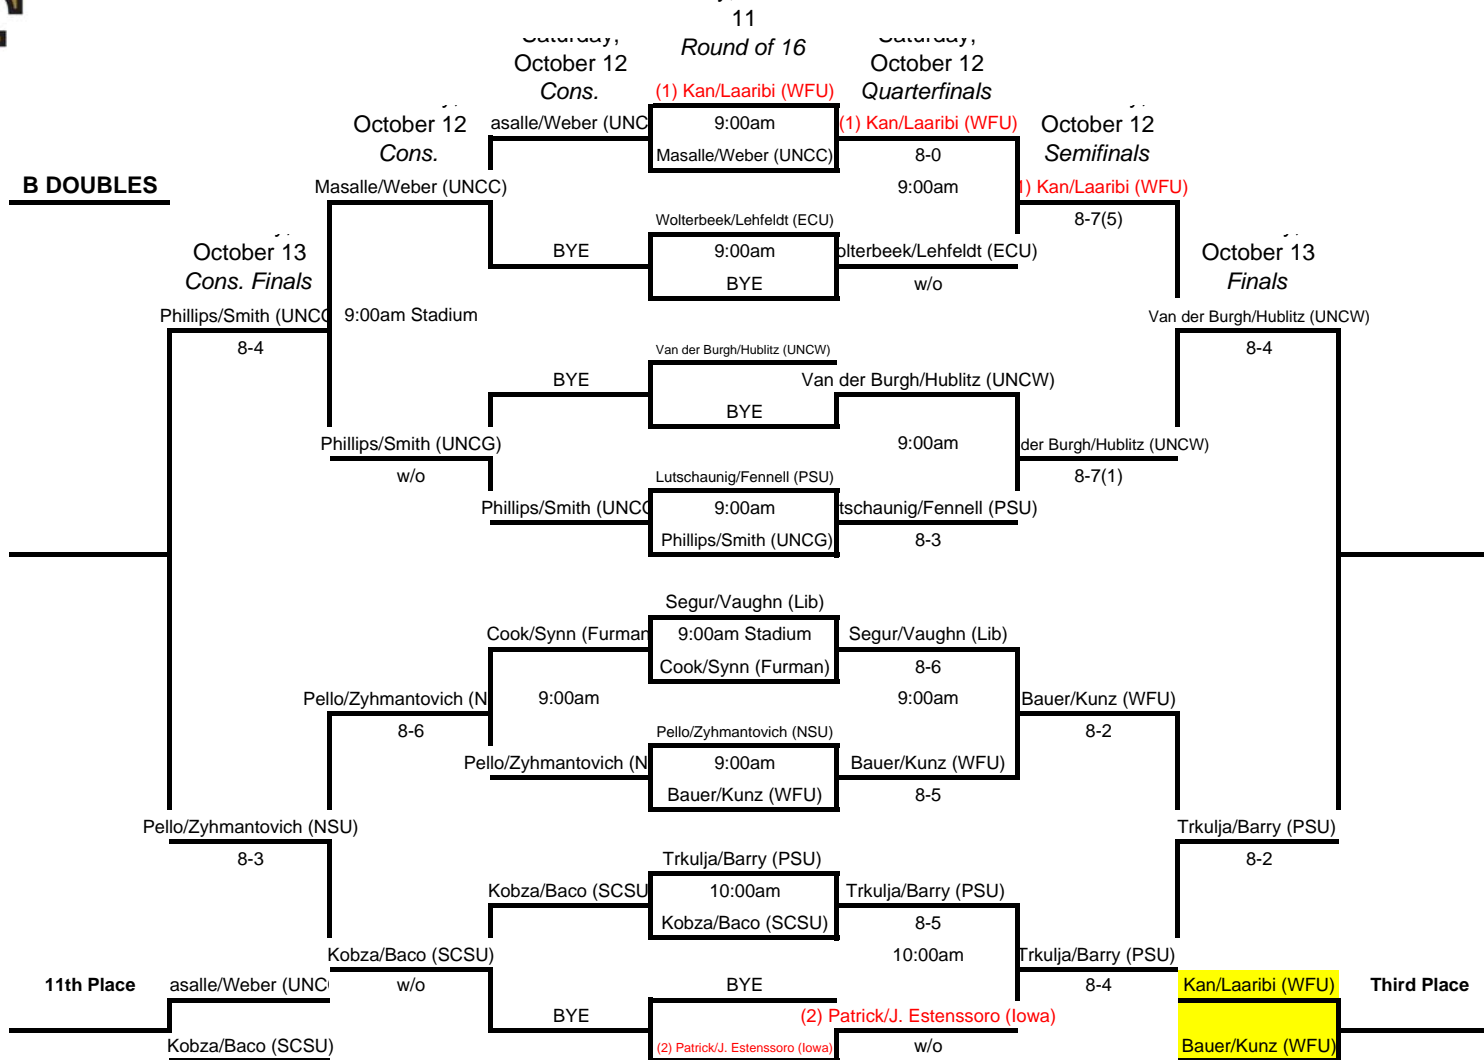 11
Round of 16
October 12
Cons.
October 12
Quarterfinals
(1) Kan/Laaribi (WFU)
October 12
Cons.
asalle/Weber (UNC
9:00am
(1) Kan/Laaribi (WFU)
October 12
Semifinals
Masalle/Weber (UNCC)
8-0
B DOUBLES
Masalle/Weber (UNCC)
9:00am
1) Kan/Laaribi (WFU)
8-7(5)
Wolterbeek/Lehfeldt (ECU)
October 13
Cons. Finals
BYE
9:00am
olterbeek/Lehfeldt (ECU)
October 13
Finals
BYE
w/o
Phillips/Smith (UNCG
9:00am Stadium
Van der Burgh/Hublitz (UNCW)
8-4
Van der Burgh/Hublitz (UNCW)
8-4
BYE
Van der Burgh/Hublitz (UNCW)
BYE
Phillips/Smith (UNCG)
9:00am
der Burgh/Hublitz (UNCW)
w/o
Lutschaunig/Fennell (PSU)
8-7(1)
Phillips/Smith (UNCG
9:00am
tschaunig/Fennell (PSU)
Phillips/Smith (UNCG)
8-3
Segur/Vaughn (Lib)
Cook/Synn (Furman
9:00am Stadium
Segur/Vaughn (Lib)
Cook/Synn (Furman)
8-6
Pello/Zyhmantovich (N
9:00am
9:00am
Bauer/Kunz (WFU)
8-6
Pello/Zyhmantovich (NSU)
8-2
Pello/Zyhmantovich (N
9:00am
Bauer/Kunz (WFU)
Bauer/Kunz (WFU)
8-5
Pello/Zyhmantovich (NSU)
Trkulja/Barry (PSU)
8-3
Trkulja/Barry (PSU)
8-2
Kobza/Baco (SCSU
10:00am
Trkulja/Barry (PSU)
Kobza/Baco (SCSU)
8-5
Kobza/Baco (SCSU)
10:00am
Trkulja/Barry (PSU)
11th Place
asalle/Weber (UNC
w/o
BYE
8-4
Kan/Laaribi (WFU)
Third Place
BYE
(2) Patrick/J. Estenssoro (Iowa)
Kobza/Baco (SCSU)
(2) Patrick/J. Estenssoro (Iowa)
w/o
Bauer/Kunz (WFU)